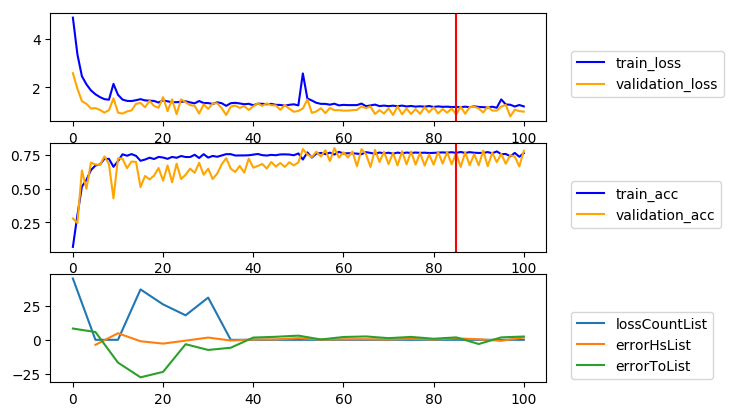 4
2
0 20 40 60 80 100
train_loss
validation_loss
0.75
0.50
0.25
0 20 40 60 80 100
train_acc
validation_acc
25
0
−25
0 20 40 60 80 100
lossCountList
errorHsList
errorToList